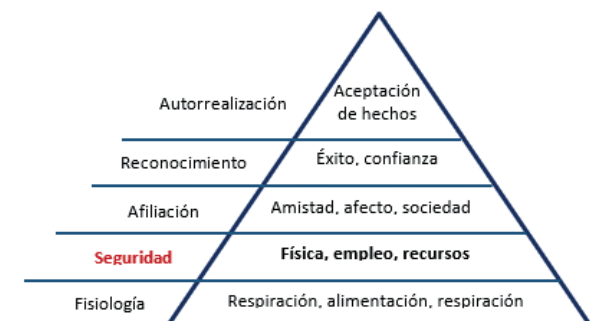 Autorrealización
Aceptación
de hechos
Reconocimiento
Éxito, confianza
Afiliación
Amistad, afecto, sociedad
Seguridad
Física, empleo, recursos
Fisiología
Respiración, alimentación, respiración